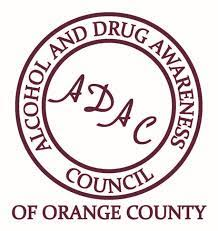 ALCOHOL AND DRUG AWARENESS
COUNCIL
ADAC
OF ORANGE COUNTY